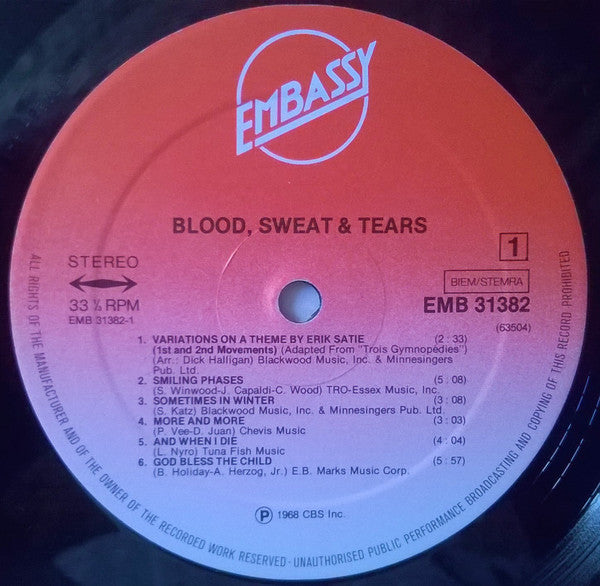 EMBASSY
BLOOD, SWEAT & TEARS
STEREO
33 ⅓ RPM
EMB 31382-1
1
BIEM/STEMRA
EMB 31382
(63504)
1. VARIATIONS ON A THEME BY ERIK SATIE (2:33)
(1st and 2nd Movements) (Adapted From "Trois Gymnopédies")
(Arr.: Dick Halligan) Blackwood Music, Inc. & Minnesingers
Pub. Ltd.
2. SMILING PHASES (5:08)
(S. Winwood-J. Capaldi-C. Wood) TRO-Essex Music, Inc.
3. SOMETIMES IN WINTER (3:08)
(S. Katz) Blackwood Music, Inc. & Minnesingers Pub. Ltd.
4. MORE AND MORE (3:03)
(P. Vee-D. Juan) Chevis Music
5. AND WHEN I DIE (4:04)
(L. Nyro) Tuna Fish Music
6. GOD BLESS THE CHILD (5:57)
(B. Holiday-A. Herzog, Jr.) E.B. Marks Music Corp.
℗ 1968 CBS Inc.
ALL RIGHTS OF THE MANUFACTURER AND OF THE OWNER OF THE RECORDED WORK RESERVED · UNAUTHORISED PUBLIC PERFORMANCE BROADCASTING AND COPYING OF THIS RECORD PROHIBITED